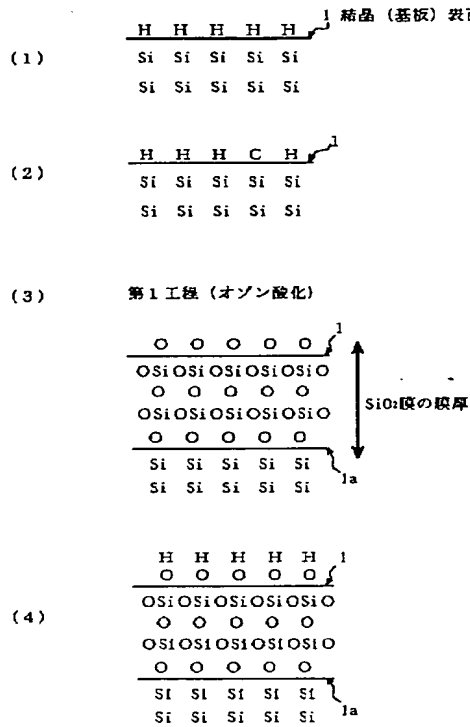 1 結晶（基板）表面
H H H H H
(1) Si Si Si Si Si
Si Si Si Si Si
1
H H H C H
(2) Si Si Si Si Si
Si Si Si Si Si
(3) 第1工程（オゾン酸化）
1
O O O O O
OSiOSiOSiOSiOSiO
O O O O O
SiO₂膜の膜厚
OSiOSiOSiOSiOSiO
O O O O O
Si Si Si Si Si
1a
Si Si Si Si Si
H H H H H
1
O O O O O
OSiOSiOSiOSiOSiO
(4) O O O O O
OSiOSiOSiOSiOSiO
O O O O O
Si Si Si Si Si
1a
Si Si Si Si Si